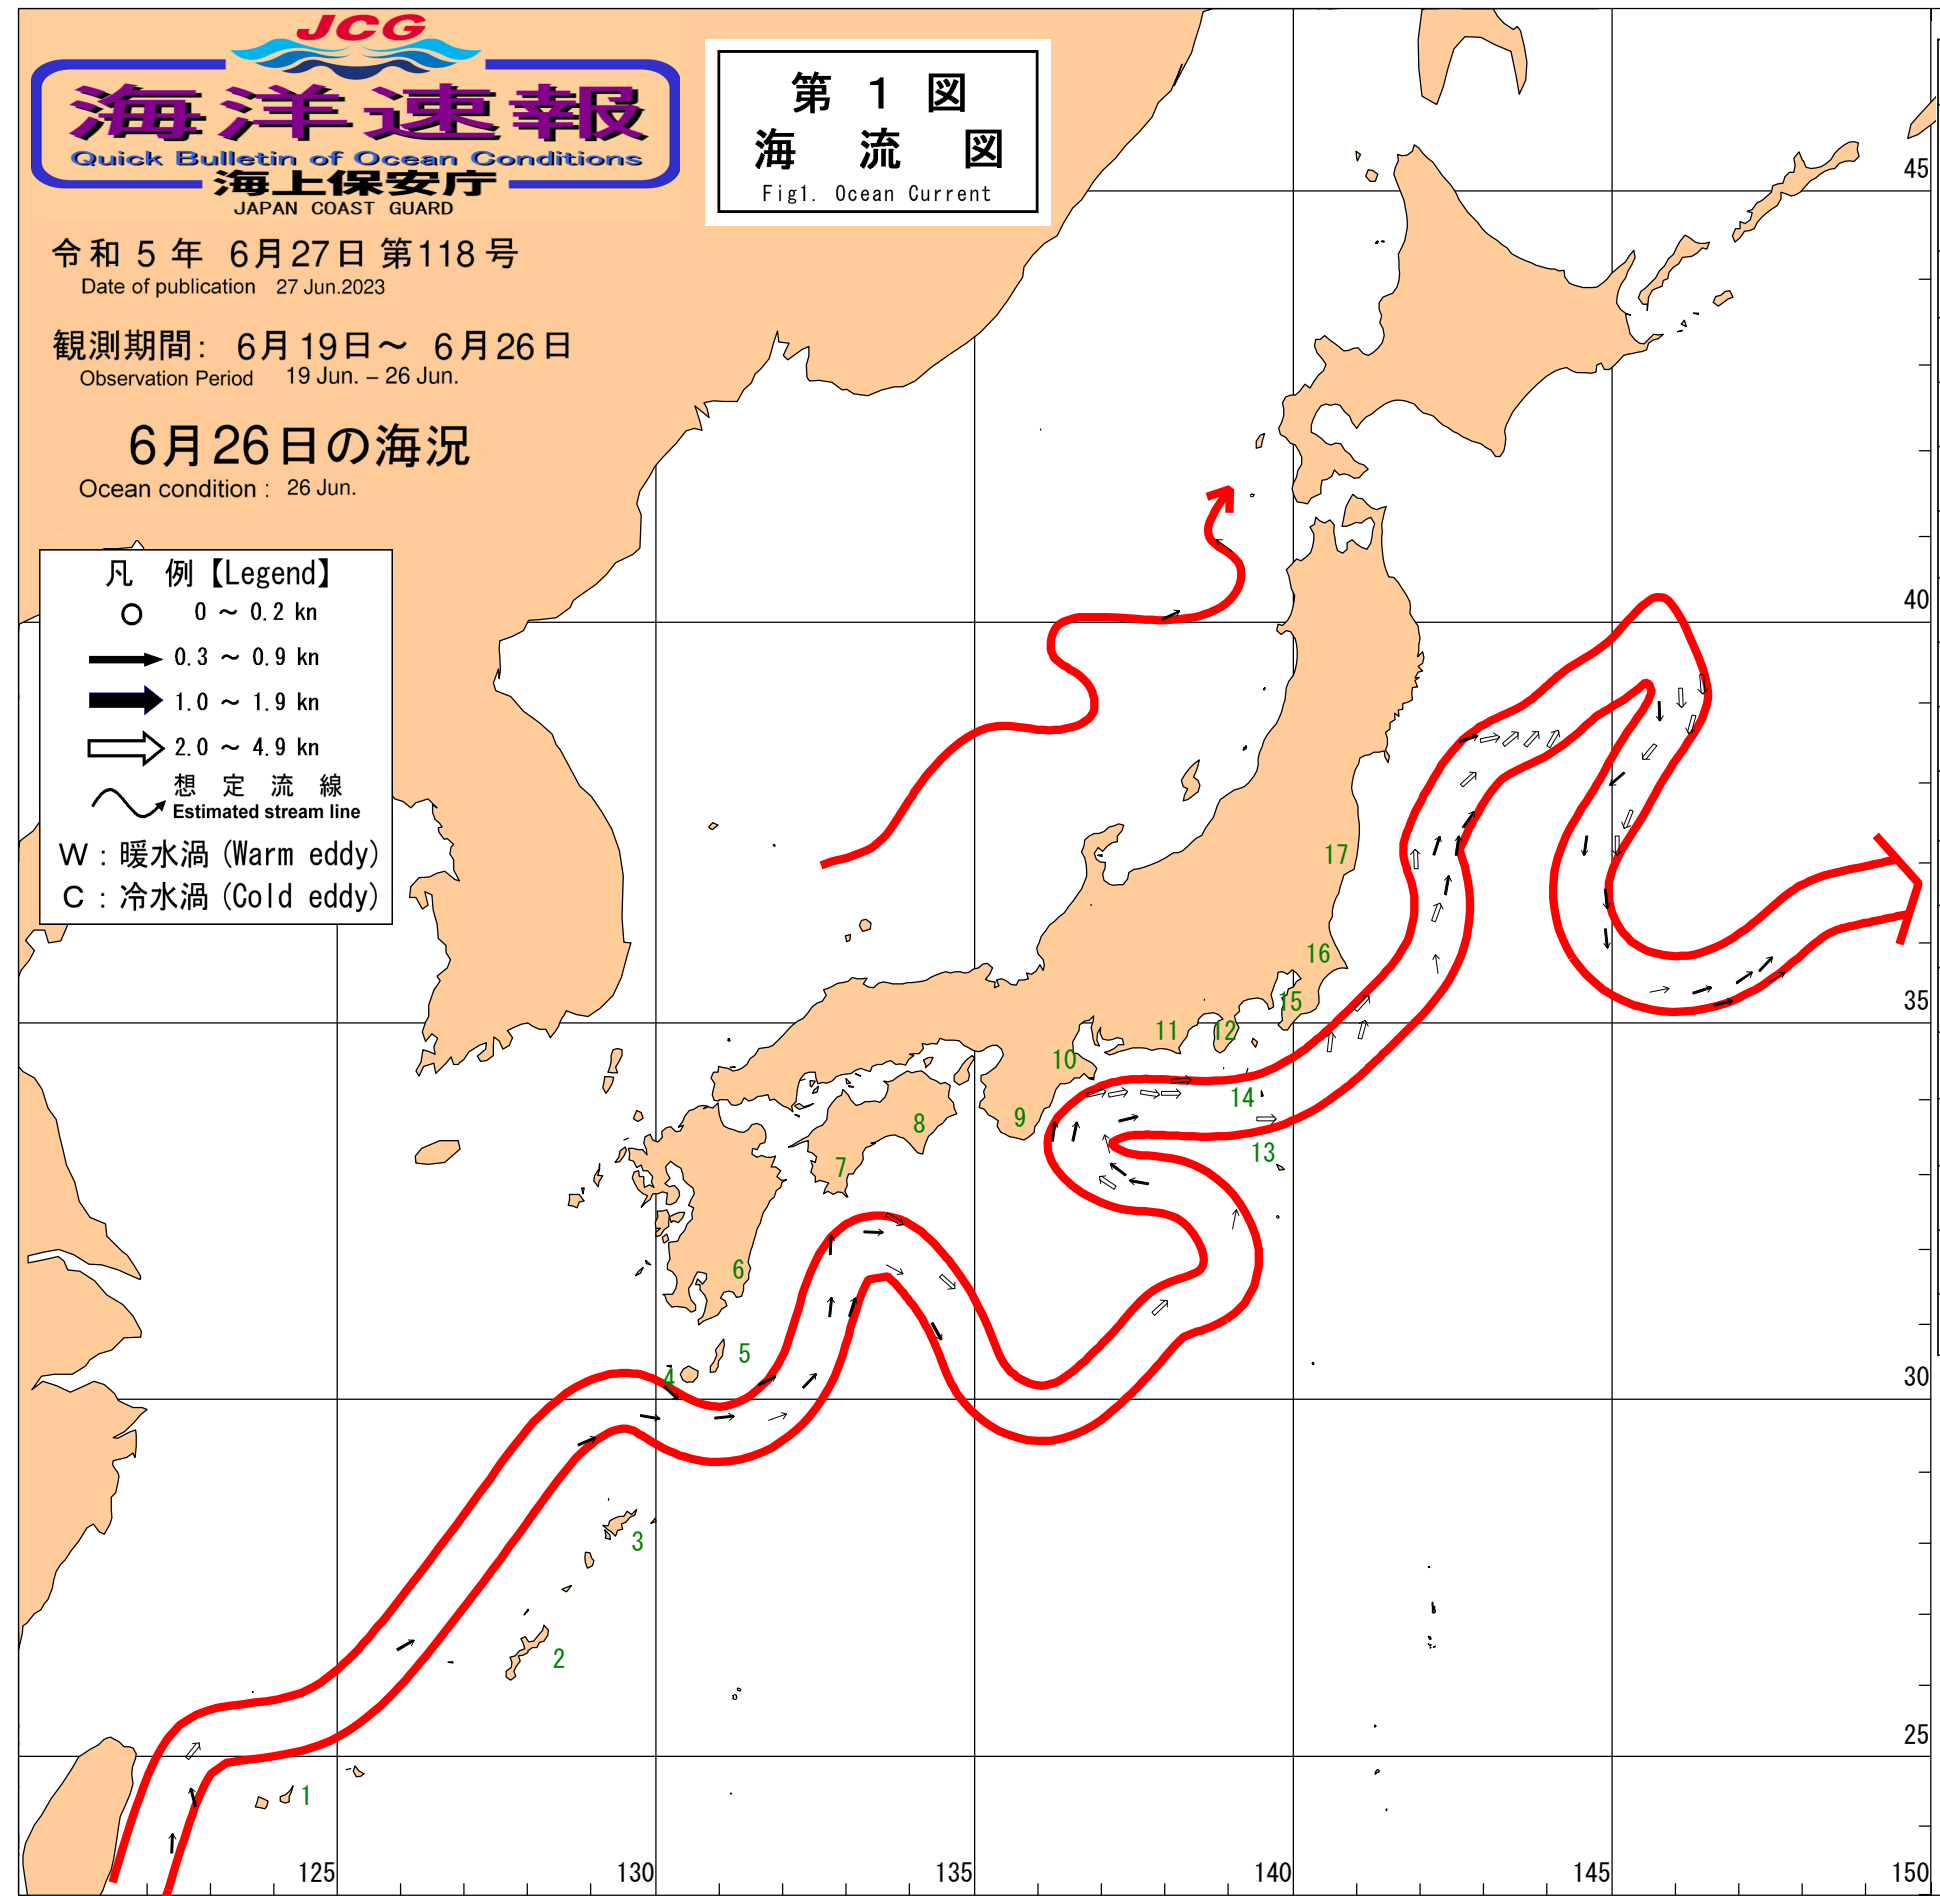 JCG
海洋速報
Quick Bulletin of Ocean Conditions
海上保安庁
JAPAN COAST GUARD
令和 5 年 6月27日 第118号
Date of publication 27 Jun.2023
観測期間: 6月19日～ 6月26日
Observation Period 19 Jun. – 26 Jun.
6月26日の海況
Ocean condition : 26 Jun.
第 1 図
海 流 図
Fig1. Ocean Current
凡 例【Legend】
0 ～ 0.2 kn
0.3 ～ 0.9 kn
1.0 ～ 1.9 kn
2.0 ～ 4.9 kn
想 定 流 線
Estimated stream line
W : 暖水渦 (Warm eddy)
C : 冷水渦 (Cold eddy)
45
40
17
16
35
15
11
12
10
14
9
8
13
7
6
5
4
30
3
2
25
1
125
130
135
140
145
150